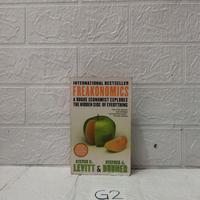 INTERNATIONAL BESTSELLER
FREAKONOMICS
A ROGUE ECONOMIST EXPLORES
THE HIDDEN SIDE OF EVERYTHING
STEVEN D.
LEVITT &
STEPHEN J.
DUBNER
G2